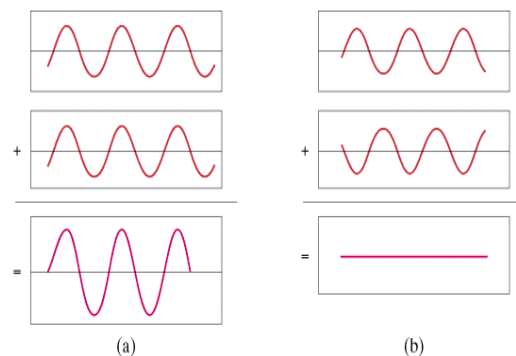 +
+
=
=
(a)
(b)